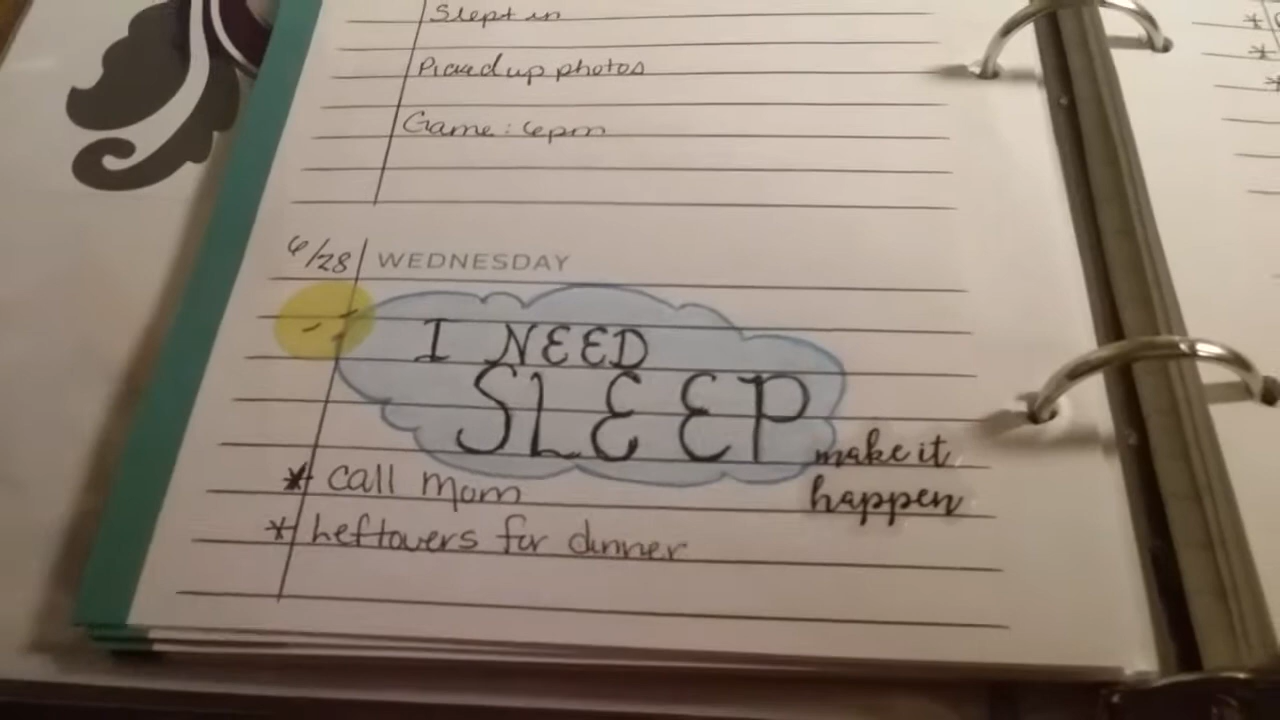 Slept in
Picked up photos
Game: 6pm
6/28 WEDNESDAY
I NEED
SLEEP
make it
happen
* call mom
* leftovers for dinner
*
*
*